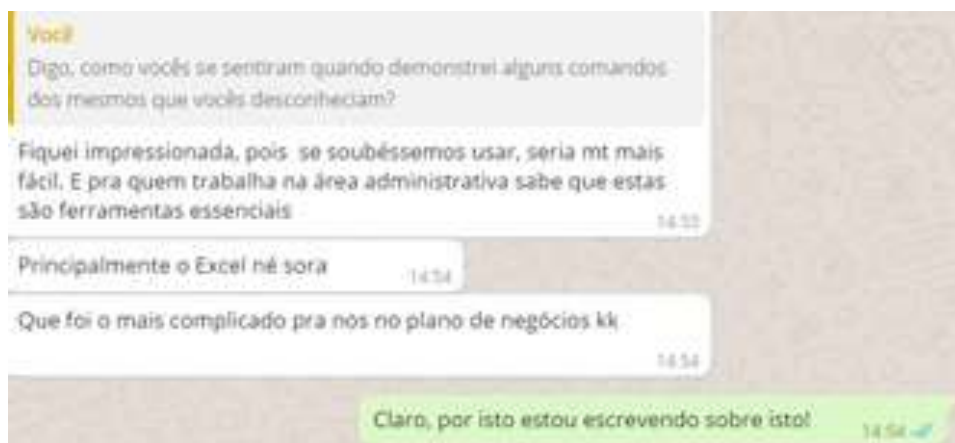 Você
Digo, como vocês se sentiram quando demonstrei alguns comandos
dos mesmos que vocês desconheciam?
Fiquei impressionada, pois se soubéssemos usar, seria mt mais
fácil. E pra quem trabalha na área administrativa sabe que estas
são ferramentas essenciais
Principalmente o Excel né sora
14:54
Que foi o mais complicado pra nos no plano de negócios kk
14:54
Claro, por isto estou escrevendo sobre isto!
14:54